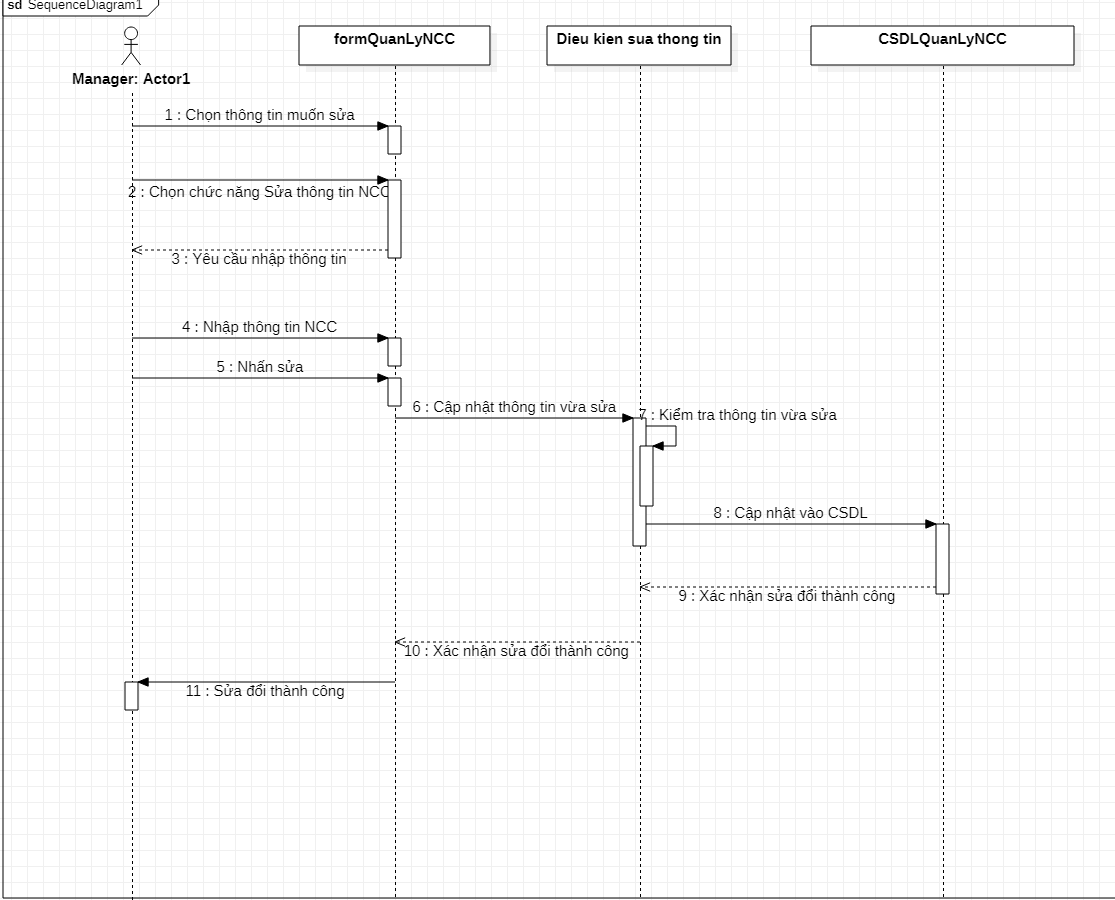 sd SequenceDiagram1
formQuanLyNCC
Dieu kien sua thong tin
CSDLQuanLyNCC
Manager: Actor1
1 : Chọn thông tin muốn sửa
2 : Chọn chức năng Sửa thông tin NCC
3 : Yêu cầu nhập thông tin
4 : Nhập thông tin NCC
5 : Nhấn sửa
6 : Cập nhật thông tin vừa sửa
7 : Kiểm tra thông tin vừa sửa
8 : Cập nhật vào CSDL
9 : Xác nhận sửa đổi thành công
10 : Xác nhận sửa đổi thành công
11 : Sửa đổi thành công